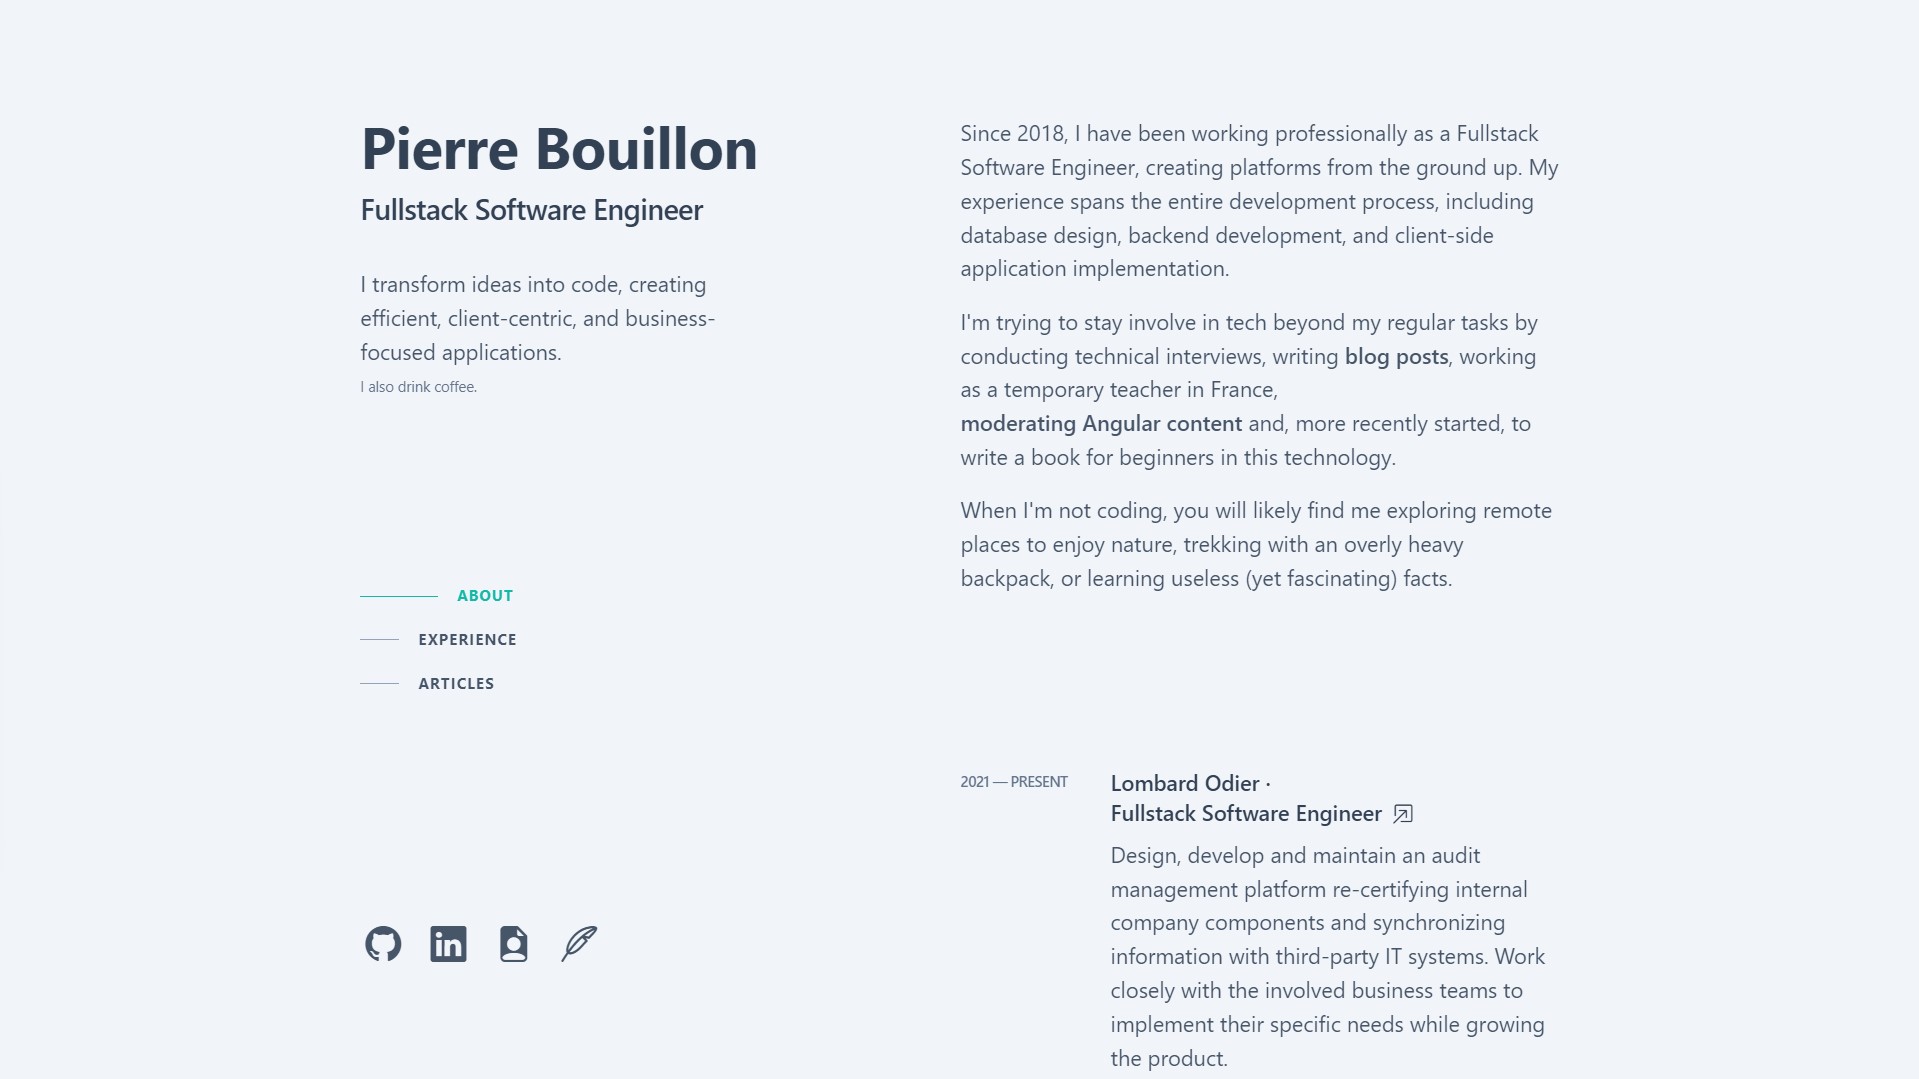 Pierre Bouillon
Fullstack Software Engineer
I transform ideas into code, creating
efficient, client-centric, and business-
focused applications.
I also drink coffee.
ABOUT
EXPERIENCE
ARTICLES
Since 2018, I have been working professionally as a Fullstack
Software Engineer, creating platforms from the ground up. My
experience spans the entire development process, including
database design, backend development, and client-side
application implementation.
I'm trying to stay involve in tech beyond my regular tasks by
conducting technical interviews, writing blog posts, working
as a temporary teacher in France,
moderating Angular content and, more recently started, to
write a book for beginners in this technology.
When I'm not coding, you will likely find me exploring remote
places to enjoy nature, trekking with an overly heavy
backpack, or learning useless (yet fascinating) facts.
2021 — PRESENT
Lombard Odier ·
Fullstack Software Engineer
Design, develop and maintain an audit
management platform re-certifying internal
company components and synchronizing
information with third-party IT systems. Work
closely with the involved business teams to
implement their specific needs while growing
the product.